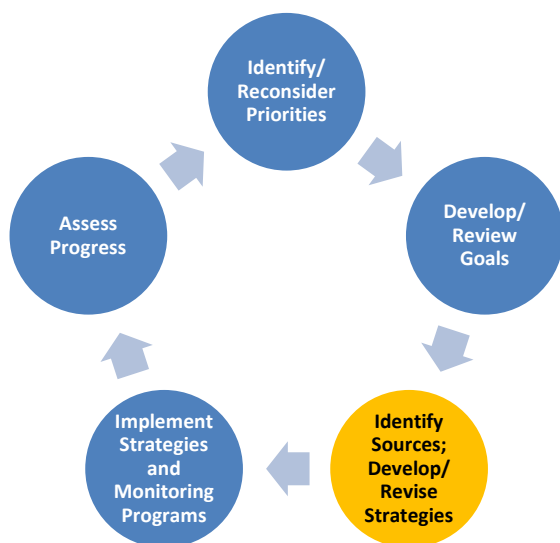 Identify/
Reconsider
Priorities
Develop/
Review
Goals
Identify
Sources;
Develop/
Revise
Strategies
Implement
Strategies
and
Monitoring
Programs
Assess
Progress